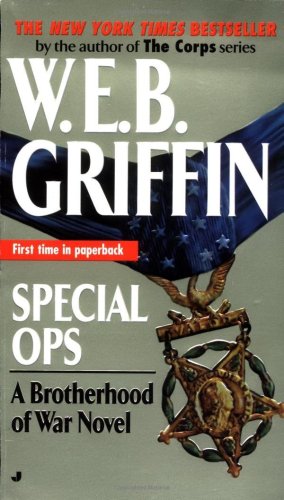 THE NEW YORK TIMES BESTSELLER
by the author of The Corps series
W.E.B.
GRIFFIN
First time in paperback
SPECIAL
OPS
A Brotherhood
of War Novel
J